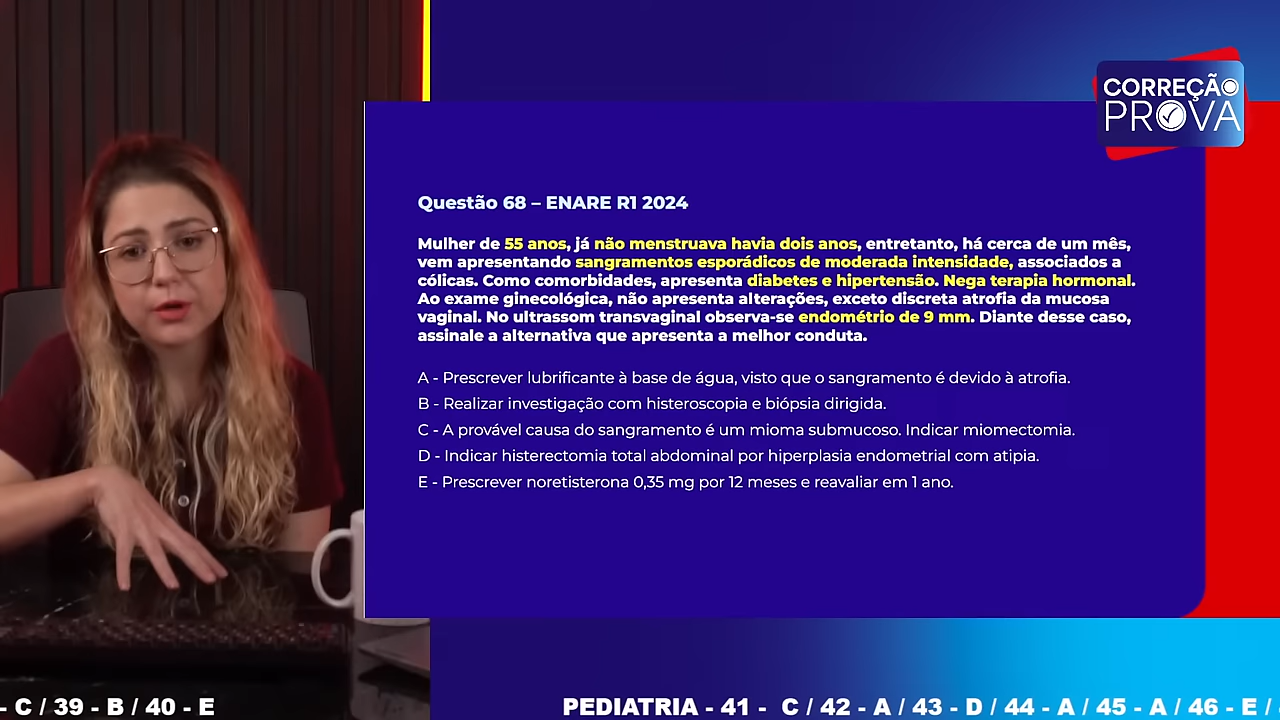 CORREÇÃO
PROVA
Questão 68 – ENARE R1 2024
Mulher de 55 anos, já não menstruava havia dois anos, entretanto, há cerca de um mês,
vem apresentando sangramentos esporádicos de moderada intensidade, associados a
cólicas. Como comorbidades, apresenta diabetes e hipertensão. Nega terapia hormonal.
Ao exame ginecológica, não apresenta alterações, exceto discreta atrofia da mucosa
vaginal. No ultrassom transvaginal observa-se endométrio de 9 mm. Diante desse caso,
assinale a alternativa que apresenta a melhor conduta.
A - Prescrever lubrificante à base de água, visto que o sangramento é devido à atrofia.
B - Realizar investigação com histeroscopia e biópsia dirigida.
C - A provável causa do sangramento é um mioma submucoso. Indicar miomectomia.
D - Indicar histerectomia total abdominal por hiperplasia endometrial com atipia.
E - Prescrever noretisterona 0,35 mg por 12 meses e reavaliar em 1 ano.
- C / 39 - B / 40 - E
PEDIATRIA - 41 - C / 42 - A / 43 - D / 44 - A / 45 - A / 46 - E /